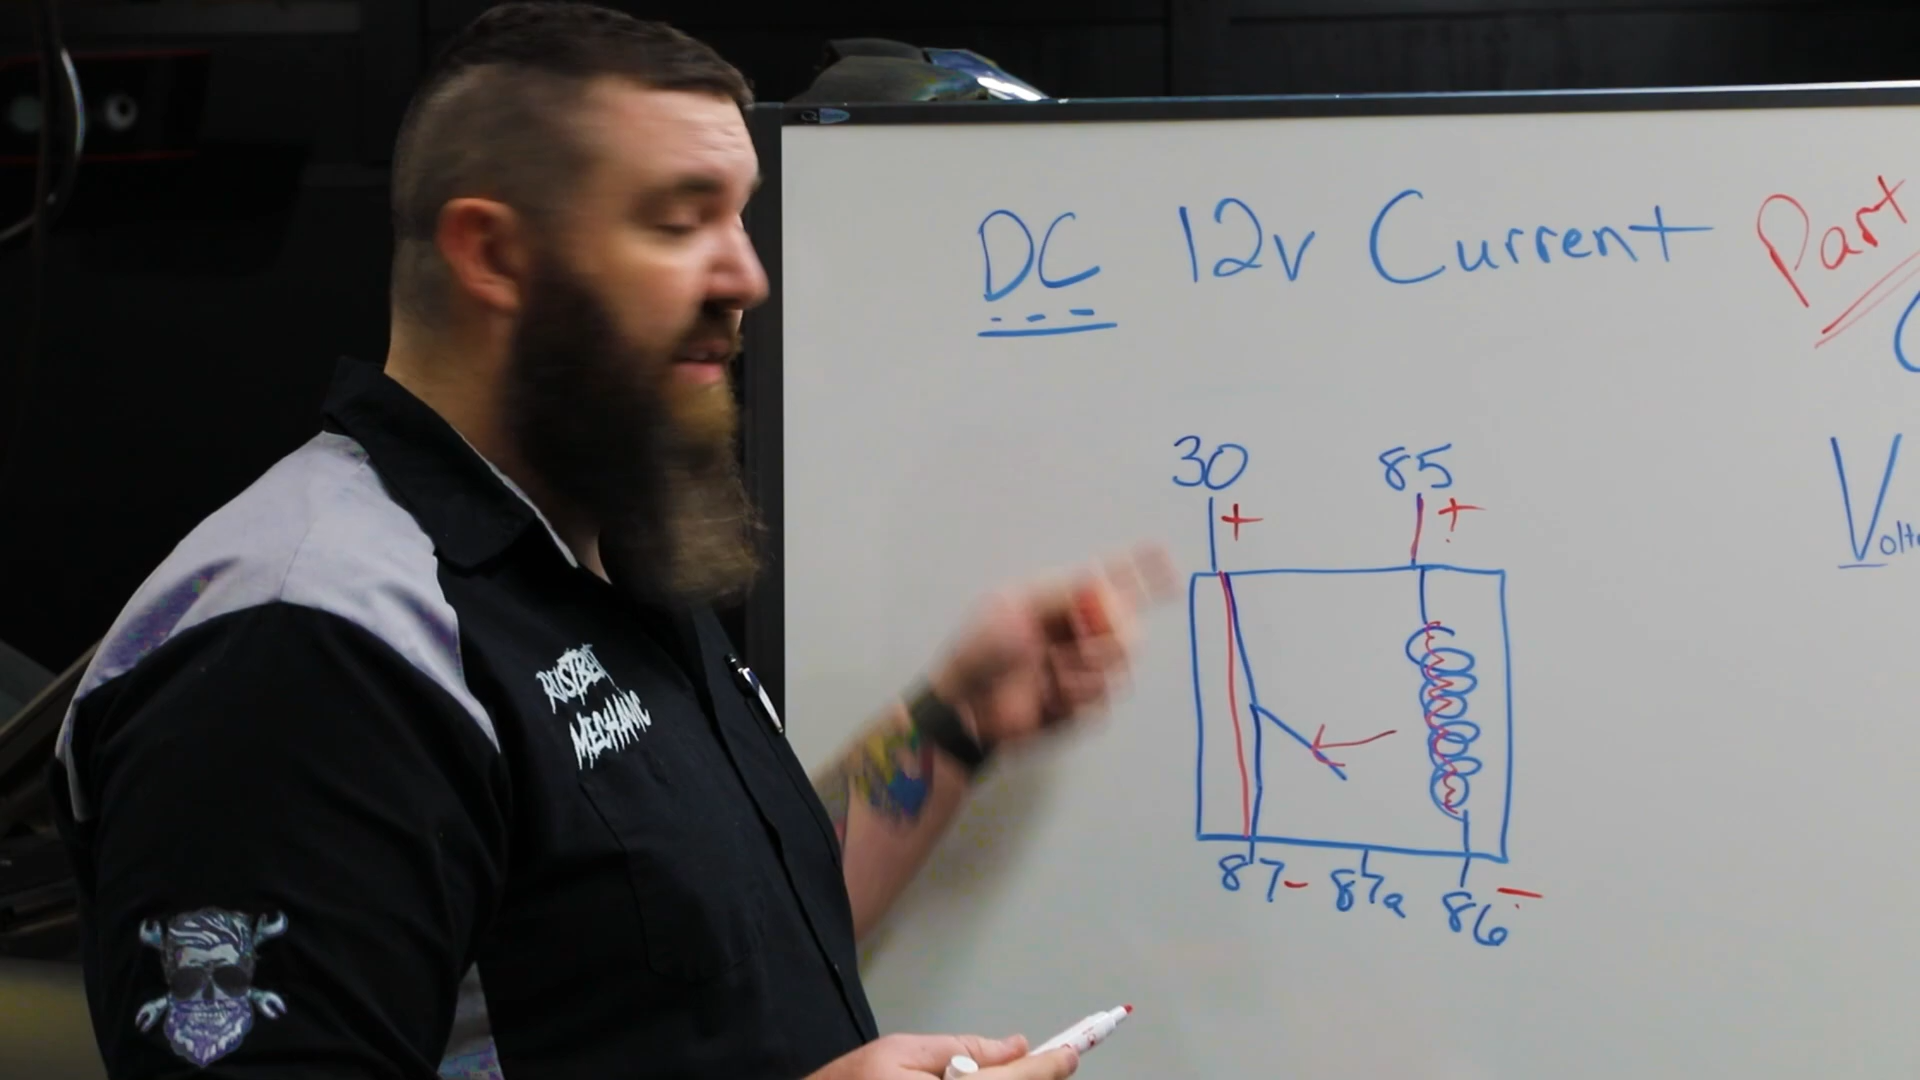 DC 12v Current Part
30 85
+ +
87- 87a 86 -
RUSTBELT
MECHANIC